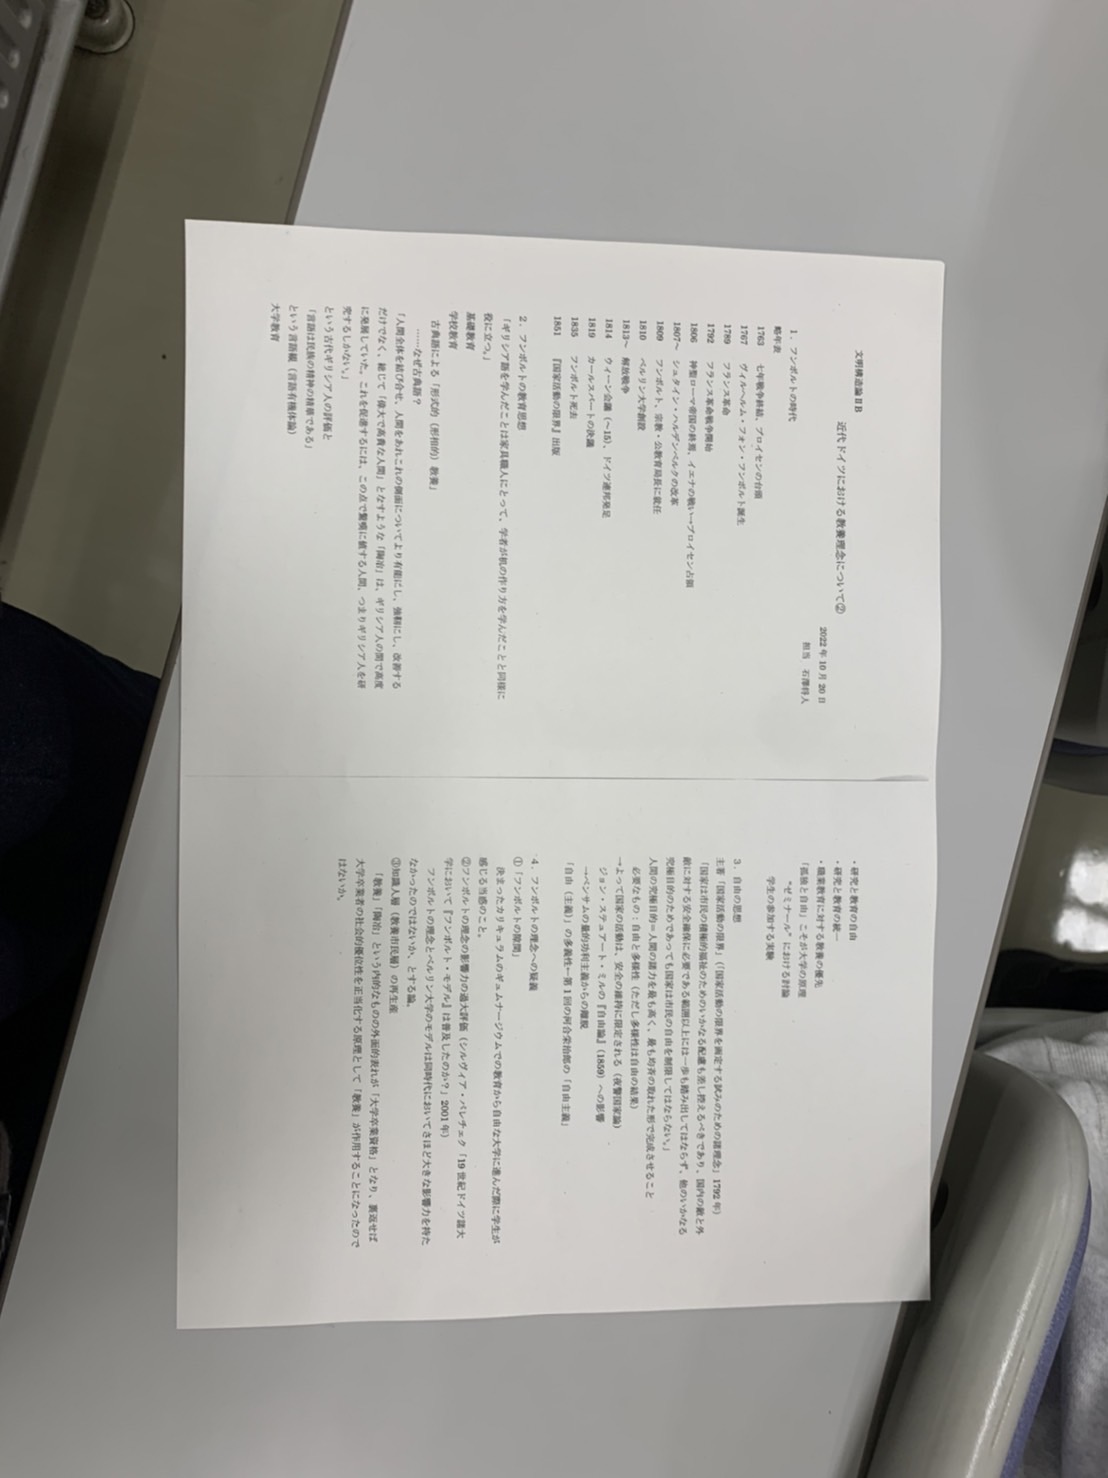 文明構造論ⅡB
近代ドイツにおける教養理念について②
2022年10月20日
担当 石澤将人
1. フンボルトの時代
略年表
1763 七年戦争終結、プロイセンの台頭
1767 ヴィルヘルム・フォン・フンボルト誕生
1789 フランス革命
1792 フランス革命戦争開始
1806 神聖ローマ帝国の終焉、イエナの戦い→プロイセン占領
1807~ シュタイン・ハルデンベルクの改革
1809 フンボルト、宗教・公教育局長に就任
1810 ベルリン大学創設
1813~ 解放戦争
1814 ウィーン会議(~15)、ドイツ連邦発足
1819 カールスバートの決議
1835 フンボルト死去
1851 『国家活動の限界』出版
2. フンボルトの教育思想
「ギリシア語を学んだことは家具職人にとって、学者が机の作り方を学んだことと同様に
役に立つ。」
基礎教育
学校教育
古典語による「形式的(形相的)教養」
……なぜ古典語?
「人間全体を結び合せ、人間をあれこれの側面についてより有能にし、強靭にし、改善する
だけでなく、総じて「偉大で高貴な人間」となすような「陶冶」は、ギリシア人の間で高度
に発展していた。これを促進するには、この点で驚嘆に値する人間、つまりギリシア人を研
究するしかない。」
という古代ギリシア人の評価と
「言語は民族の精神の精華である」
という言語観(言語有機体論)
大学教育
・研究と教育の自由
・研究と教育の統一
・職業教育に対する教養の優先
「孤独と自由」こそが大学の原理
“ゼミナール”における討論
学生の参加する実験
3. 自由の思想
主著「国家活動の限界」(「国家活動の限界を画定する試みのための諸理念」1792年)
「国家は市民の積極的福祉のためのいかなる配慮も差し控えるべきであり、国内の敵と外
敵に対する安全確保に必要である範囲以上には一歩も踏み出してはならず、他のいかなる
究極目的のためであっても国家は市民の自由を制限してはならない。」
人間の究極目的=人間の諸力を最も高く、最も均斉の取れた形で完成させること
必要なもの:自由と多様性(ただし多様性は自由の結果)
→よって国家の活動は、安全の維持に限定される(夜警国家論)
ジョン・スチュアート・ミルの『自由論』(1859)への影響
→ベンサムの量的功利主義からの離脱
「自由(主義)」の多義性←第1回の河合栄治郎の「自由主義」
4. フンボルトの理念への疑義
①「フンボルトの隙間」
決まったカリキュラムのギュムナージウムでの教育から自由な大学に進んだ際に学生が
感じる当惑のこと。
②フンボルトの理念の影響力の過大評価(シルヴィア・パレチェク「19世紀ドイツ諸大
学において『フンボルト・モデル』は普及したのか?」2001年)
フンボルトの理念とベルリン大学のモデルは同時代においてさほど大きな影響力を持た
なかったのではないか、とする論。
③知識人層(教養市民層)の再生産
「教養」「陶冶」という内的なものの外面的表れが「大学卒業資格」となり、裏返せば
大学卒業者の社会的優位性を正当化する原理として「教養」が作用することになったので
はないか。